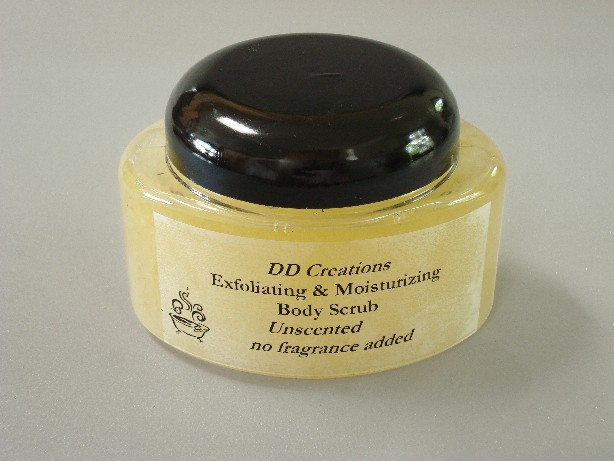 DD Creations
Exfoliating & Moisturizing
Body Scrub
Unscented
no fragrance added